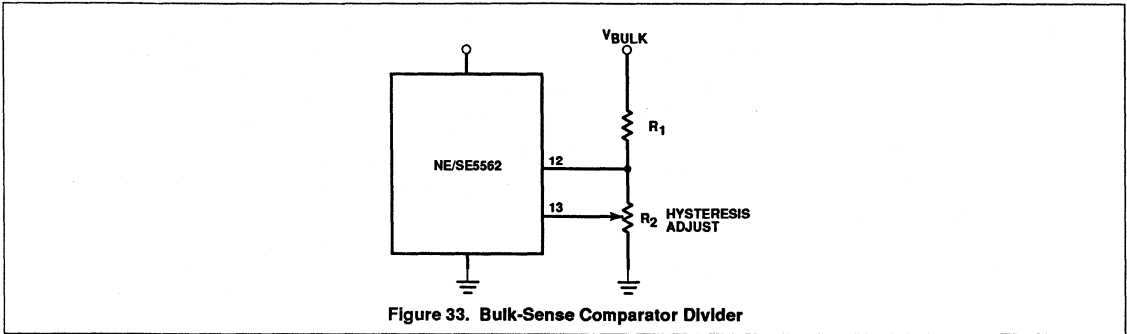 VBULK
R1
NE/SE5562
12
13
R2 HYSTERESIS
ADJUST
Figure 33. Bulk-Sense Comparator Divider